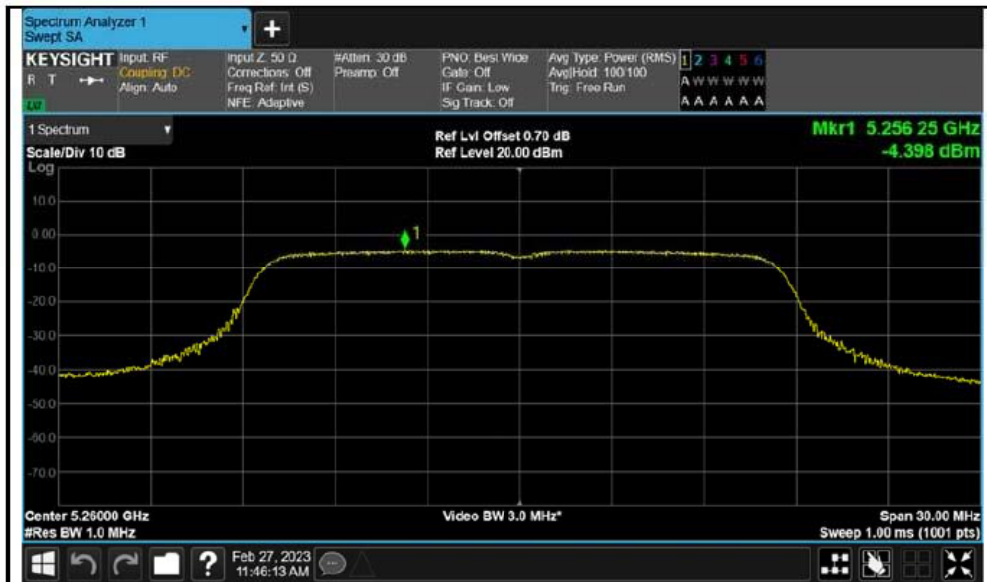 Spectrum Analyzer 1
Swept SA
+
KEYSIGHT
R T
Input: RF
Coupling: DC
Align: Auto
Input Z: 50 Ω
Corrections: Off
Freq Ref: Int (S)
NFE: Adaptive
#Atten: 30 dB
Preamp: Off
PNO: Best Wide
Gate: Off
IF Gain: Low
Sig Track: Off
Avg Type: Power (RMS)
Avg|Hold: 100/100
Trig: Free Run
1 2 3 4 5 6
A W W W W W
A A A A A A
1 Spectrum
Scale/Div 10 dB
Ref Lvl Offset 0.70 dB
Ref Level 20.00 dBm
Mkr1 5.256 25 GHz
-4.398 dBm
Log
10.0
0.00
-10.0
-20.0
-30.0
-40.0
-50.0
-60.0
-70.0
1
Center 5.26000 GHz
#Res BW 1.0 MHz
Video BW 3.0 MHz*
Span 30.00 MHz
Sweep 1.00 ms (1001 pts)
?
Feb 27, 2023
11:46:13 AM